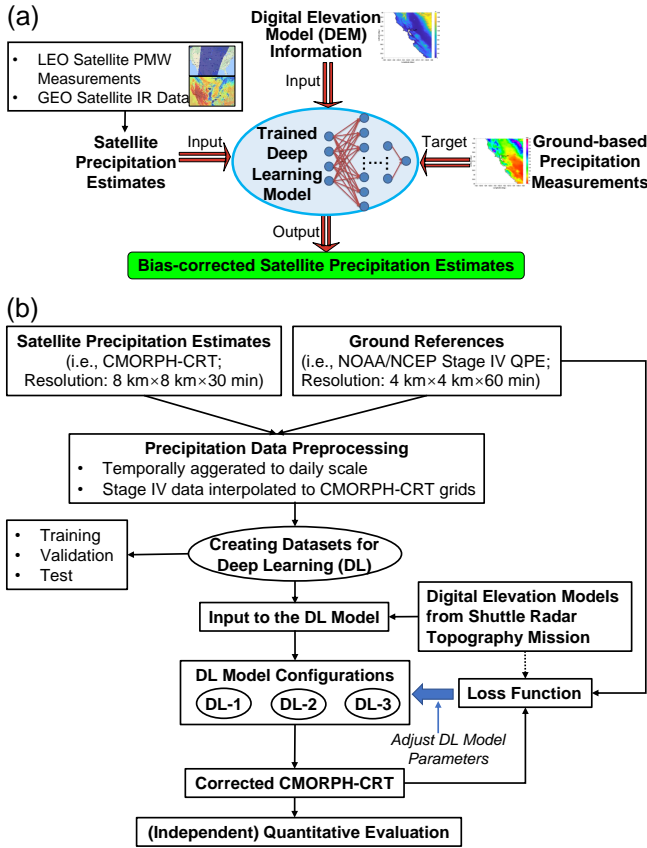 (a)
Digital Elevation
Model (DEM)
Information
• LEO Satellite PMW
Measurements
• GEO Satellite IR Data
Input
Satellite
Precipitation
Estimates
Input
Trained
Deep
Learning
Model
Target
Ground-based
Precipitation
Measurements
Output
Bias-corrected Satellite Precipitation Estimates
(b)
Satellite Precipitation Estimates
(i.e., CMORPH-CRT;
Resolution: 8 km×8 km×30 min)
Ground References
(i.e., NOAA/NCEP Stage IV QPE;
Resolution: 4 km×4 km×60 min)
Precipitation Data Preprocessing
• Temporally aggerated to daily scale
• Stage IV data interpolated to CMORPH-CRT grids
• Training
• Validation
• Test
Creating Datasets for
Deep Learning (DL)
Input to the DL Model
Digital Elevation Models
from Shuttle Radar
Topography Mission
DL Model Configurations
DL-1 DL-2 DL-3
Loss Function
Adjust DL Model
Parameters
Corrected CMORPH-CRT
(Independent) Quantitative Evaluation